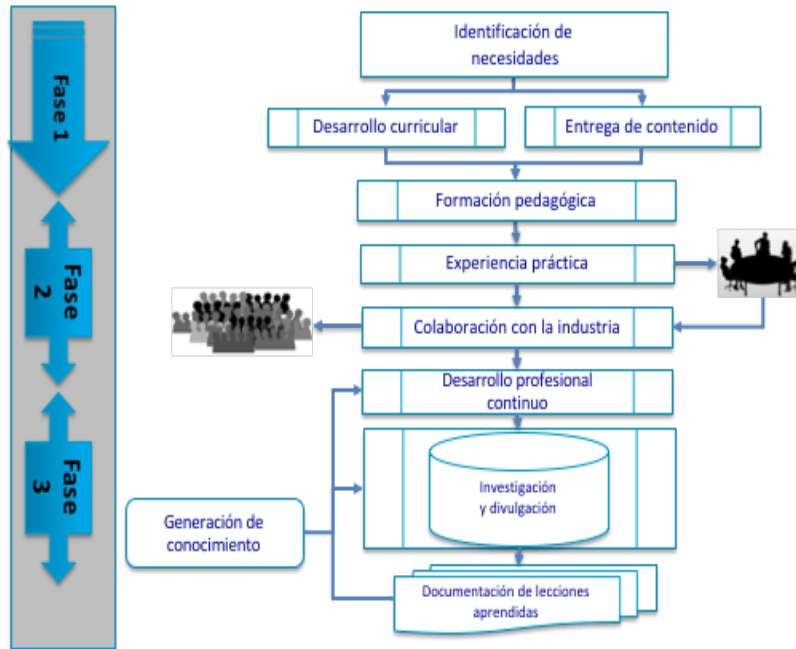 Fase 1
Identificación de
necesidades
Desarrollo curricular
Entrega de contenido
Formación pedagógica
Fase
2
Experiencia práctica
Colaboración con la industria
Desarrollo profesional
continuo
Fase
3
Investigación
y divulgación
Generación de
conocimiento
Documentación de lecciones
aprendidas